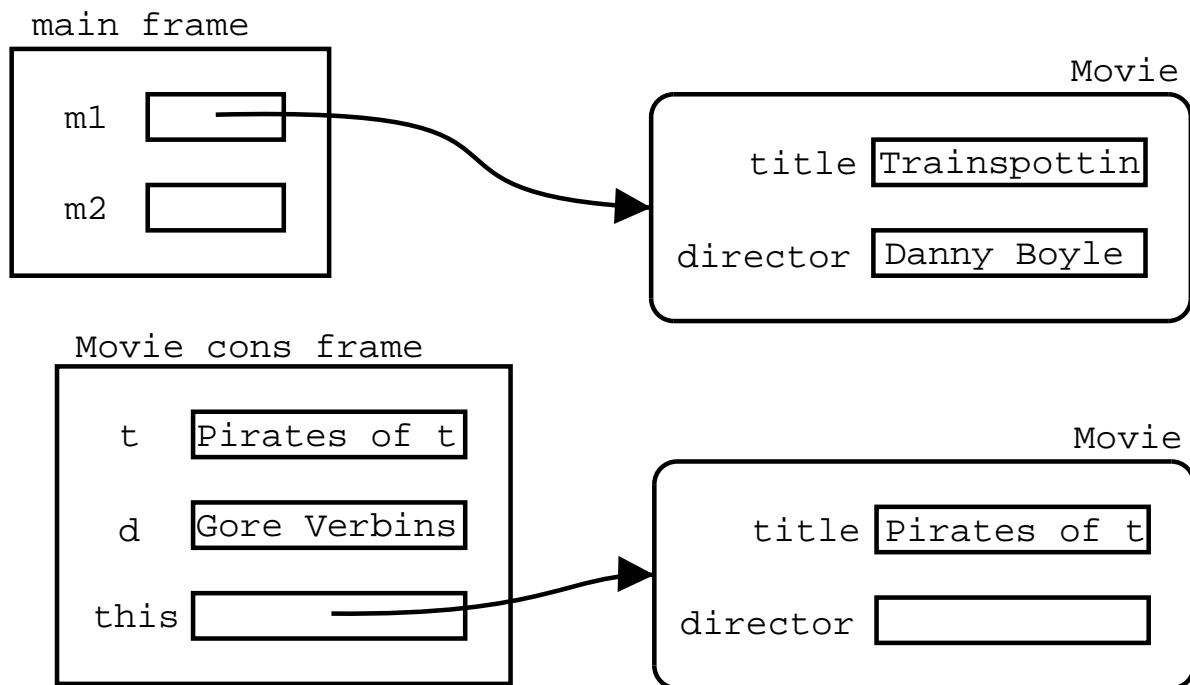 main frame
m1
m2
Movie
title Trainspottin
director Danny Boyle
Movie cons frame
t Pirates of t
d Gore Verbins
this
Movie
title Pirates of t
director